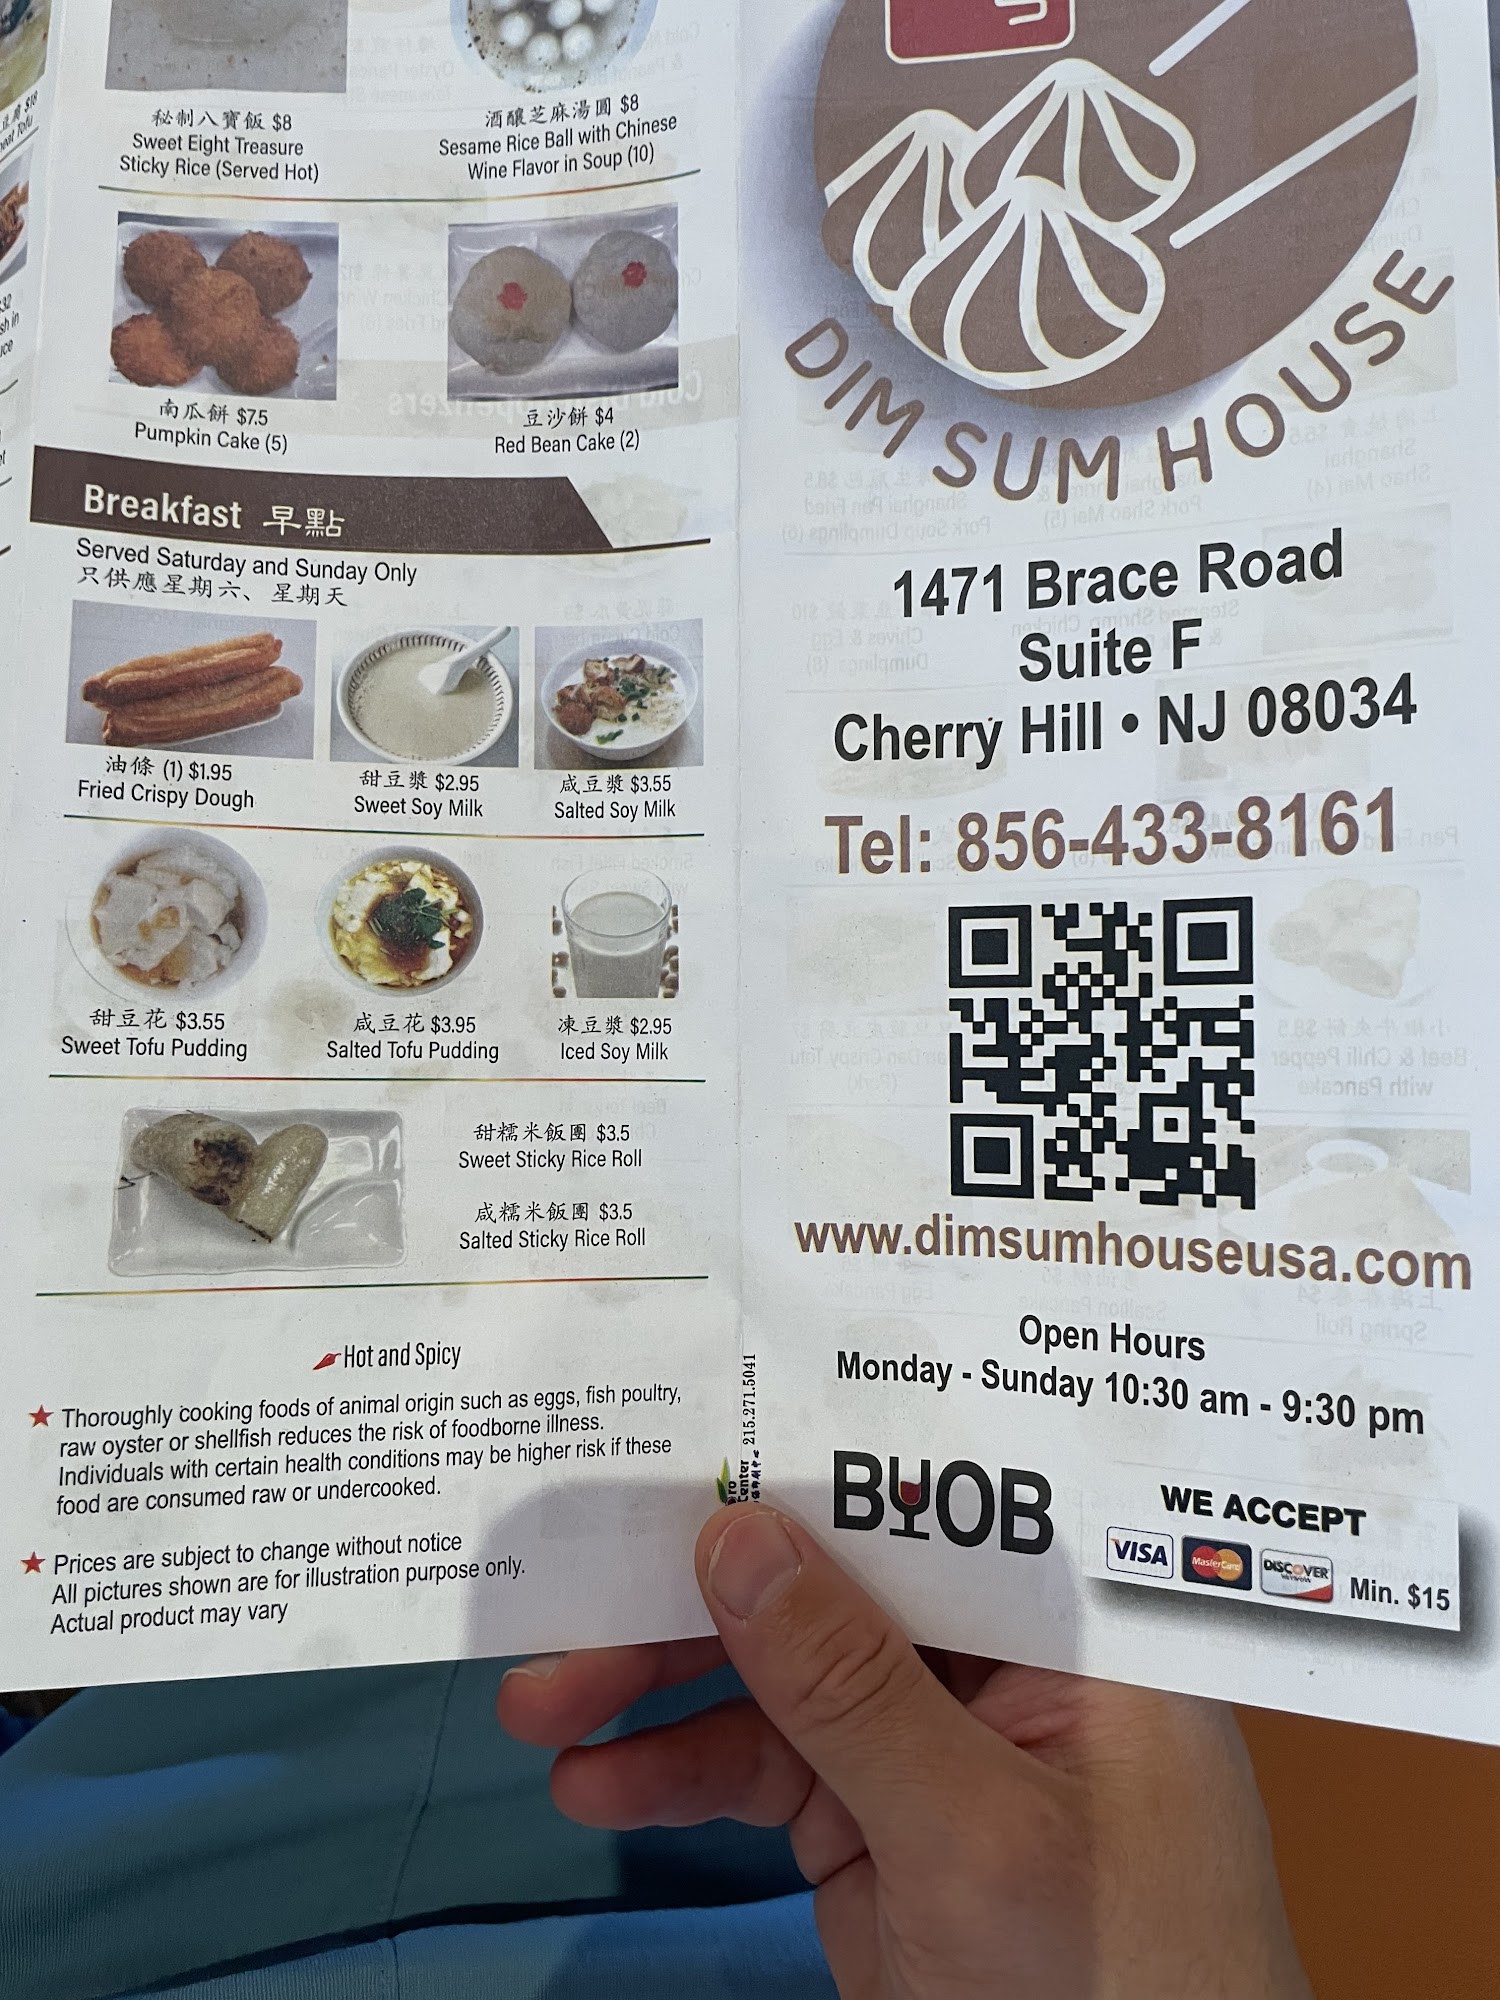 秘制八寶飯 $8
Sweet Eight Treasure
Sticky Rice (Served Hot)
酒釀芝麻湯圓 $8
Sesame Rice Ball with Chinese
Wine Flavor in Soup (10)
南瓜餅 $7.5
Pumpkin Cake (5)
豆沙餅 $4
Red Bean Cake (2)
Breakfast 早點
Served Saturday and Sunday Only
只供應星期六、星期天
油條 (1) $1.95
Fried Crispy Dough
甜豆漿 $2.95
Sweet Soy Milk
咸豆漿 $3.55
Salted Soy Milk
甜豆花 $3.55
Sweet Tofu Pudding
咸豆花 $3.95
Salted Tofu Pudding
凍豆漿 $2.95
Iced Soy Milk
甜糯米飯團 $3.5
Sweet Sticky Rice Roll
咸糯米飯團 $3.5
Salted Sticky Rice Roll
Hot and Spicy
Thoroughly cooking foods of animal origin such as eggs, fish poultry,
raw oyster or shellfish reduces the risk of foodborne illness.
Individuals with certain health conditions may be higher risk if these
food are consumed raw or undercooked.
Prices are subject to change without notice
All pictures shown are for illustration purpose only.
Actual product may vary
215.271.5041
DIM SUM HOUSE
1471 Brace Road
Suite F
Cherry Hill • NJ 08034
Tel: 856-433-8161
www.dimsumhouseusa.com
Open Hours
Monday - Sunday 10:30 am - 9:30 pm
BYOB
WE ACCEPT
VISA
MasterCard
DISCOVER
Min. $15